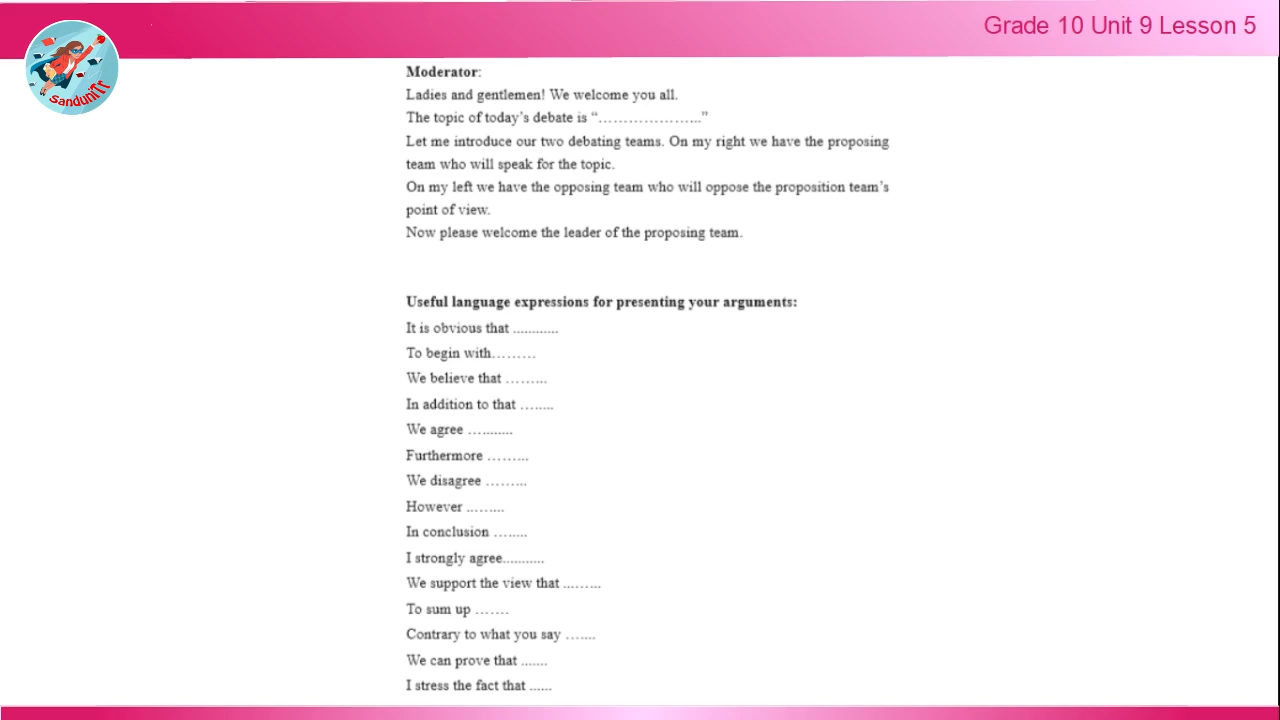 Grade 10 Unit 9 Lesson 5
SanduniTr
Moderator:
Ladies and gentlemen! We welcome you all.
The topic of today’s debate is “…………………...”
Let me introduce our two debating teams. On my right we have the proposing
team who will speak for the topic.
On my left we have the opposing team who will oppose the proposition team’s
point of view.
Now please welcome the leader of the proposing team.
Useful language expressions for presenting your arguments:
It is obvious that ............
To begin with………
We believe that ……...
In addition to that ….....
We agree ….........
Furthermore ……...
We disagree ……...
However ...…....
In conclusion ….....
I strongly agree...........
We support the view that ...…....
To sum up …….
Contrary to what you say …....
We can prove that .......
I stress the fact that ......